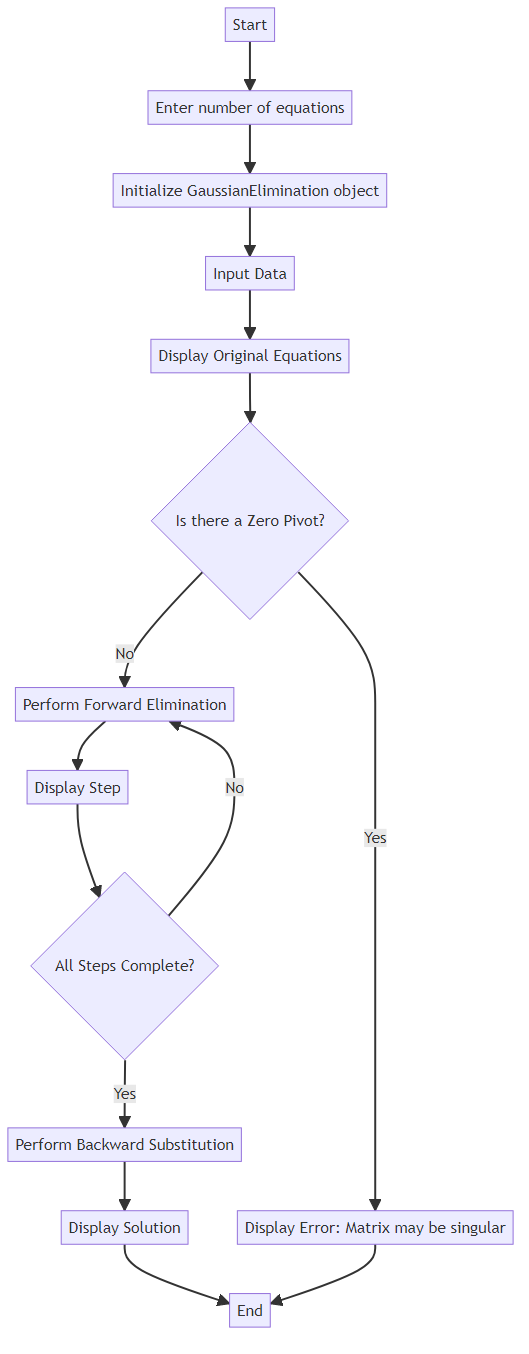 Start
Enter number of equations
Initialize GaussianElimination object
Input Data
Display Original Equations
Is there a Zero Pivot?
No
Perform Forward Elimination
Display Step
No
Yes
All Steps Complete?
Yes
Perform Backward Substitution
Display Solution
Display Error: Matrix may be singular
End